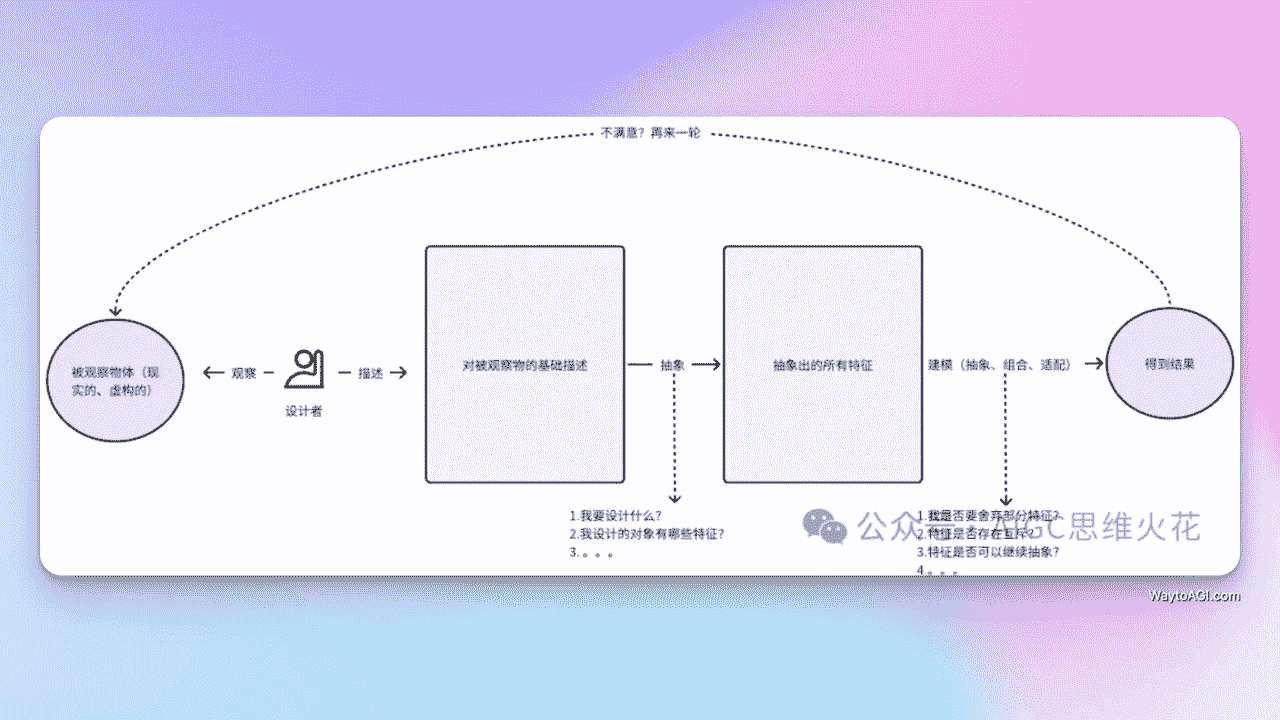 不满意？再来一轮
被观察物体（现
实的、虚构的）
观察
设计者
描述
对被观察物的基础描述
抽象
抽象出的所有特征
建模（抽象、组合、适配）
得到结果
1.我要设计什么？
2.我设计的对象有哪些特征？
3.。。。
1.我是否要舍弃部分特征？
2.特征是否存在互斥？
3.特征是否可以继续抽象？
4.。。。
公众号·AIGC思维火花
WaytoAGI.com